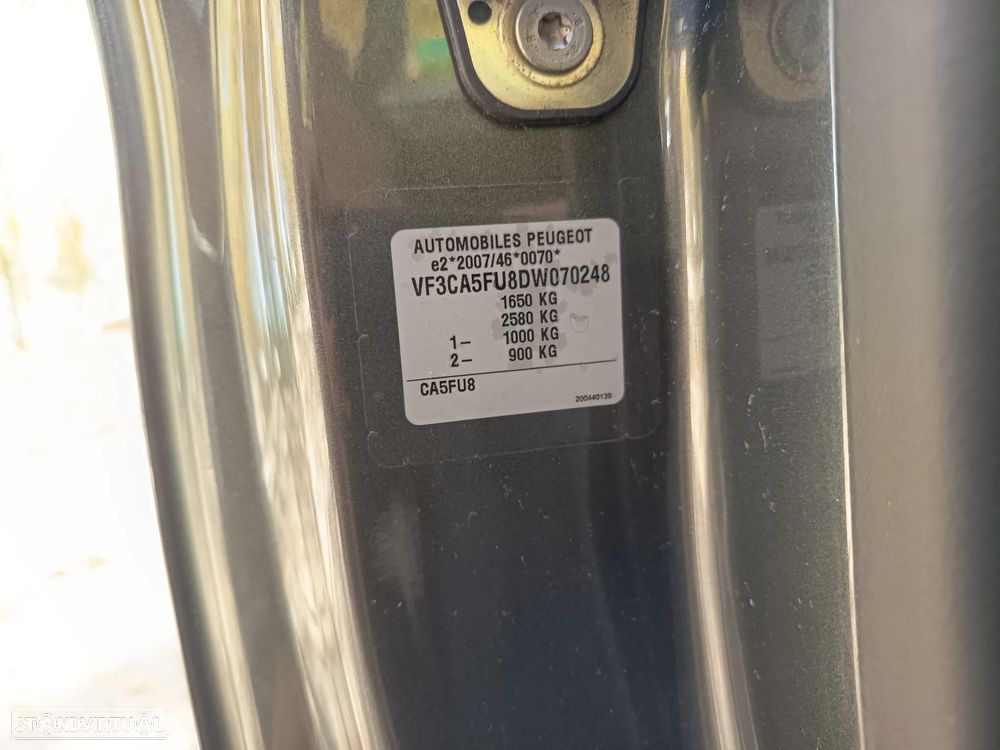 AUTOMOBILES PEUGEOT
e2*2007/46*0070*
VF3CA5FU8DW070248
1650 KG
2580 KG
1- 1000 KG
2- 900 KG
CA5FU8
200440139
STANDVIRTUAL